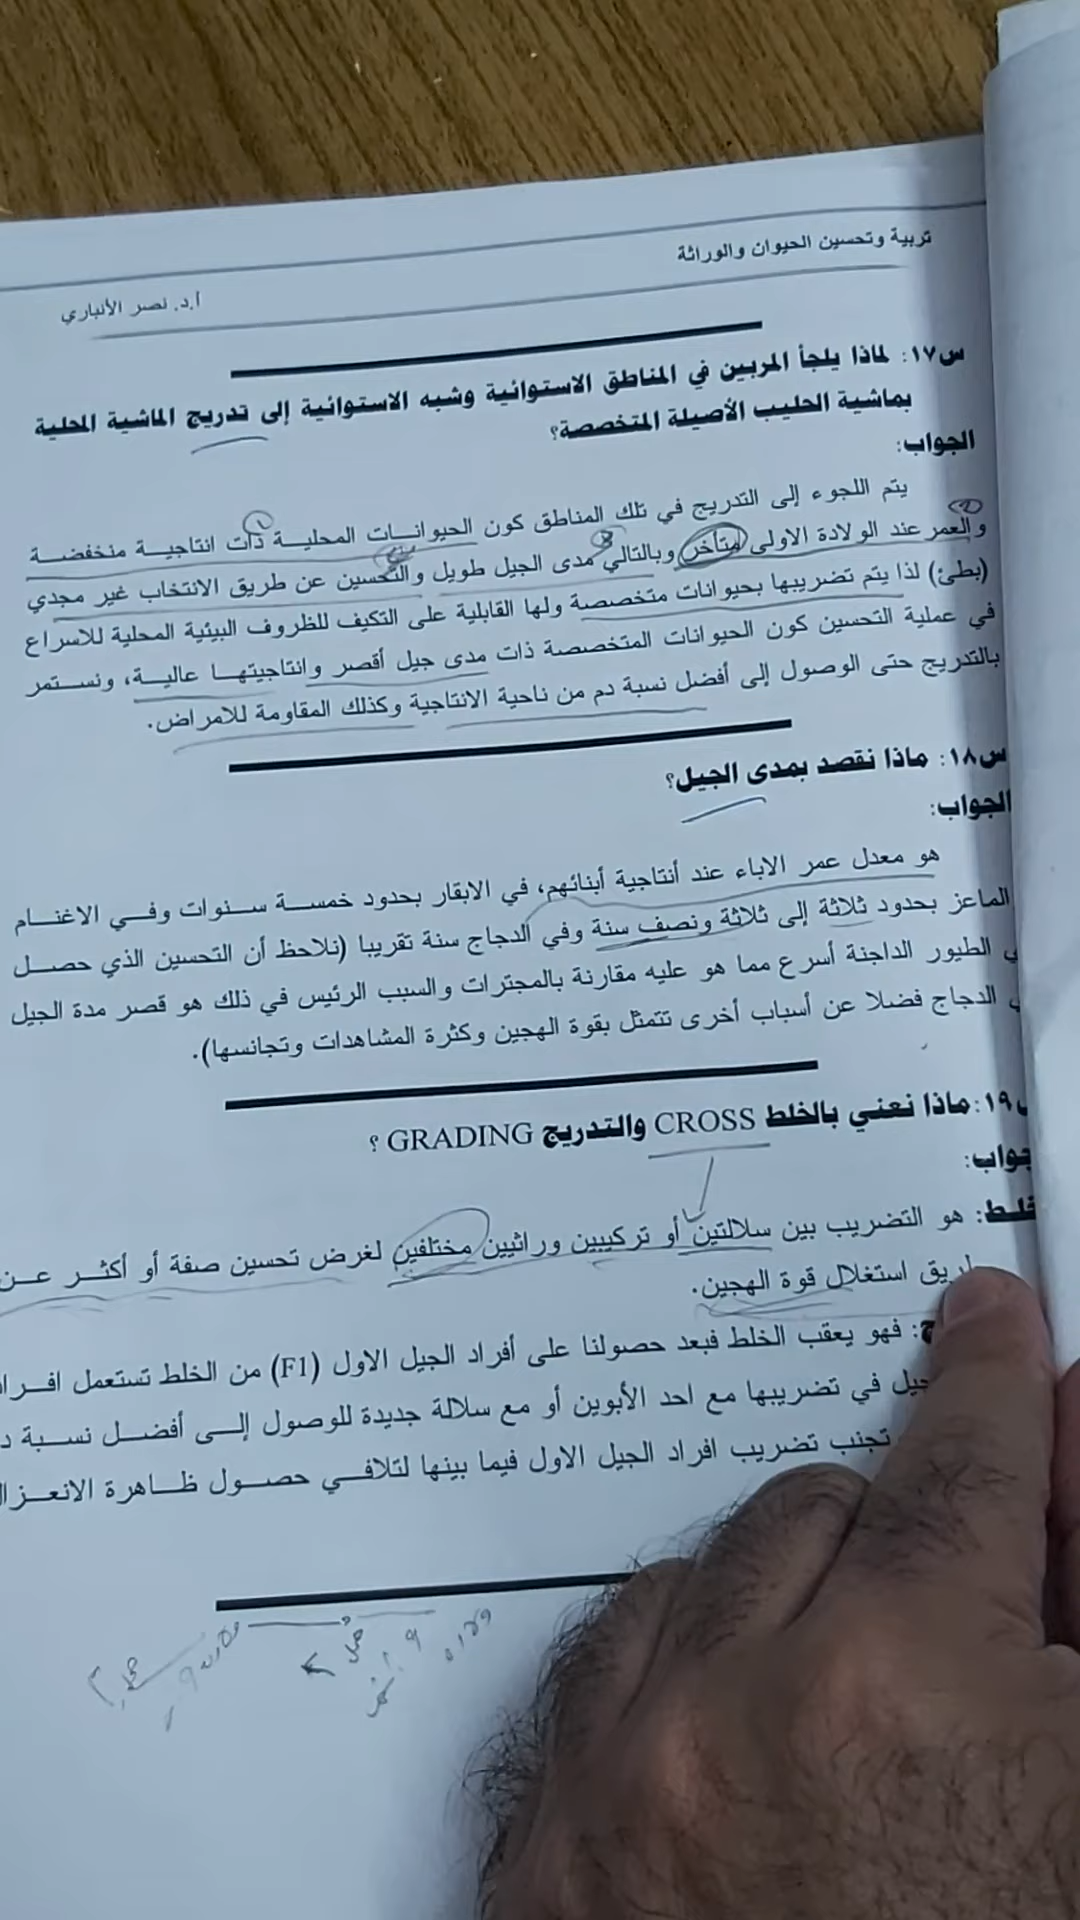 تربية وتحسين الحيوان والوراثة
أ.د. نصر الأنباري
س١٧: لماذا يلجأ المربين في المناطق الاستوائية وشبه الاستوائية إلى تدريج الماشية المحلية
بماشية الحليب الأصيلة المتخصصة؟
الجواب:
يتم اللجوء إلى التدريج في تلك المناطق كون الحيوانات المحلية ذات انتاجية منخفضة
والعمر عند الولادة الاولى متأخر وبالتالي مدى الجيل طويل والتحسين عن طريق الانتخاب غير مجدي
(بطئ) لذا يتم تضريبها بحيوانات متخصصة ولها القابلية على التكيف للظروف البيئية المحلية للاسراع
في عملية التحسين كون الحيوانات المتخصصة ذات مدى جيل أقصر وانتاجيتها عالية، ونستمر
بالتدريج حتى الوصول إلى أفضل نسبة دم من ناحية الانتاجية وكذلك المقاومة للامراض.
س١٨: ماذا نقصد بمدى الجيل؟
الجواب:
هو معدل عمر الاباء عند أنتاجية أبنائهم، في الابقار بحدود خمسة سنوات وفي الاغنام
الماعز بحدود ثلاثة إلى ثلاثة ونصف سنة وفي الدجاج سنة تقريبا (نلاحظ أن التحسين الذي حصل
ي الطيور الداجنة أسرع مما هو عليه مقارنة بالمجترات والسبب الرئيس في ذلك هو قصر مدة الجيل
ي الدجاج فضلا عن أسباب أخرى تتمثل بقوة الهجين وكثرة المشاهدات وتجانسها).
١٩: ماذا نعني بالخلط CROSS والتدريج GRADING ؟
جواب:
خلط: هو التضريب بين سلالتين أو تركيبين وراثيين مختلفين لغرض تحسين صفة أو أكثر عن
ريق استغلال قوة الهجين.
ج: فهو يعقب الخلط فبعد حصولنا على أفراد الجيل الاول (F1) من الخلط تستعمل افراد
جيل في تضريبها مع احد الأبوين أو مع سلالة جديدة للوصول إلى أفضل نسبة د
تجنب تضريب افراد الجيل الاول فيما بينها لتلافي حصول ظاهرة الانعزال